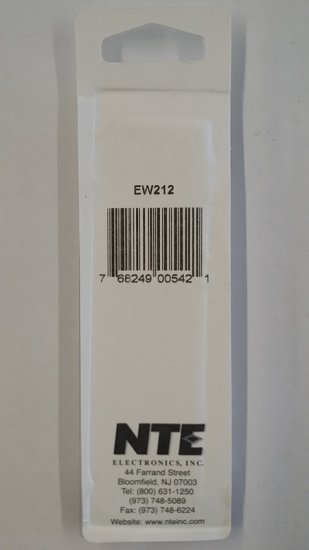 EW212
7 68249 00542 1
NTE
ELECTRONICS, INC.
44 Farrand Street
Bloomfield, NJ 07003
Tel: (800) 631-1250
(973) 748-5089
Fax: (973) 748-6224
Website: www.nteinc.com